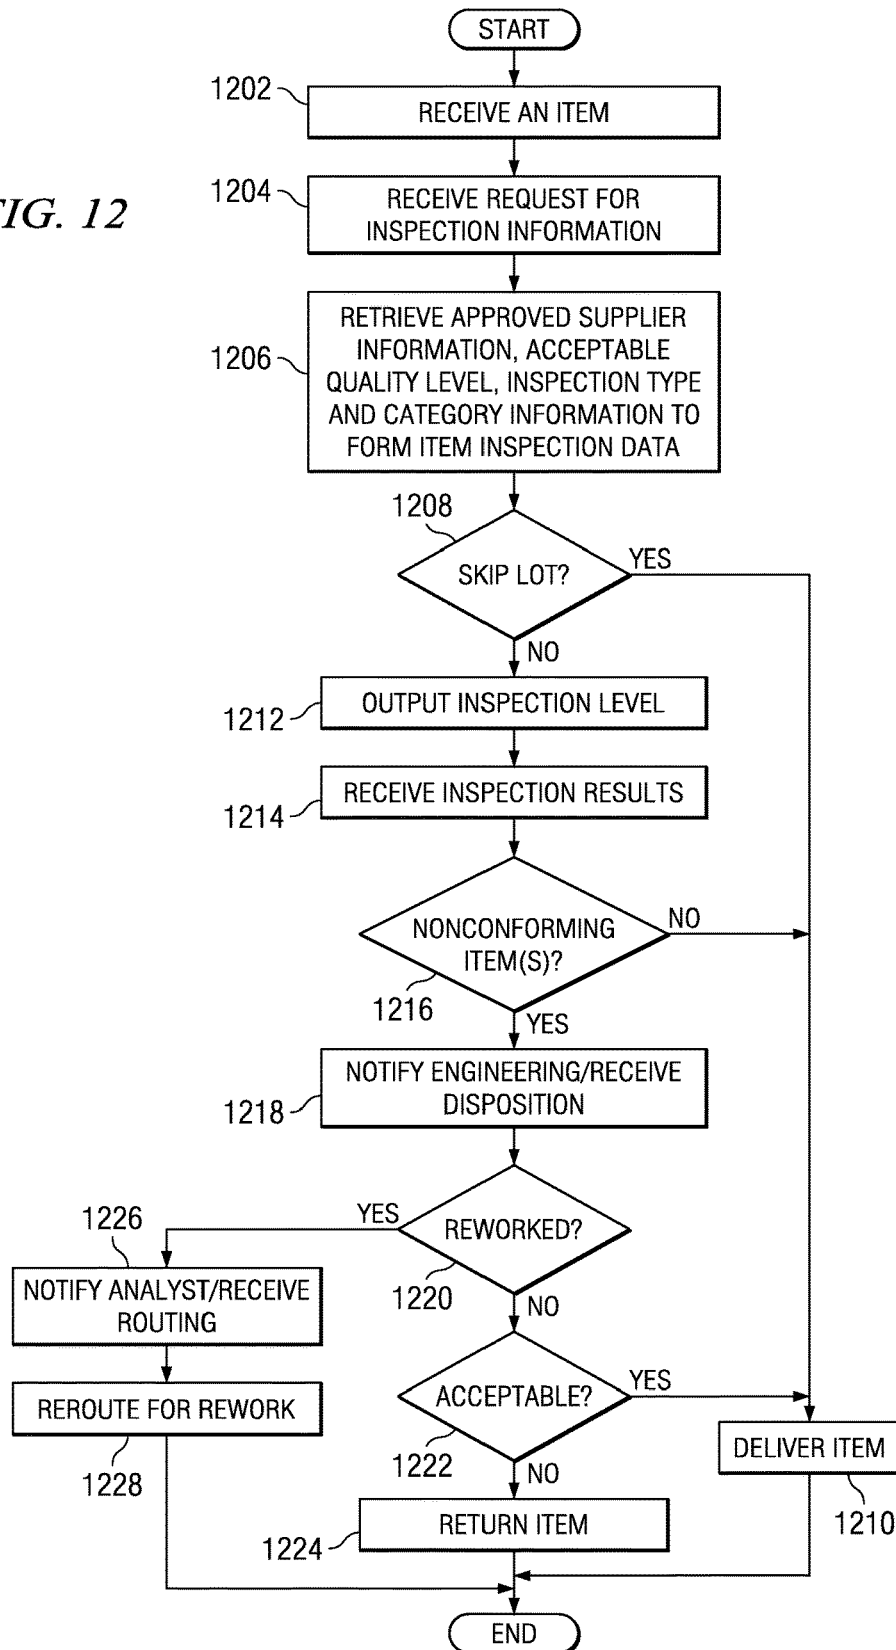 START
1202
RECEIVE AN ITEM
FIG. 12
1204
RECEIVE REQUEST FOR
INSPECTION INFORMATION
1206
RETRIEVE APPROVED SUPPLIER
INFORMATION, ACCEPTABLE
QUALITY LEVEL, INSPECTION TYPE
AND CATEGORY INFORMATION TO
FORM ITEM INSPECTION DATA
1208
SKIP LOT?
YES
NO
1212
OUTPUT INSPECTION LEVEL
1214
RECEIVE INSPECTION RESULTS
NONCONFORMING
ITEM(S)?
NO
1216
YES
1218
NOTIFY ENGINEERING/RECEIVE
DISPOSITION
REWORKED?
YES
1220
NO
1226
NOTIFY ANALYST/RECEIVE
ROUTING
REROUTE FOR REWORK
1228
ACCEPTABLE?
YES
1222
NO
DELIVER ITEM
1210
1224
RETURN ITEM
END